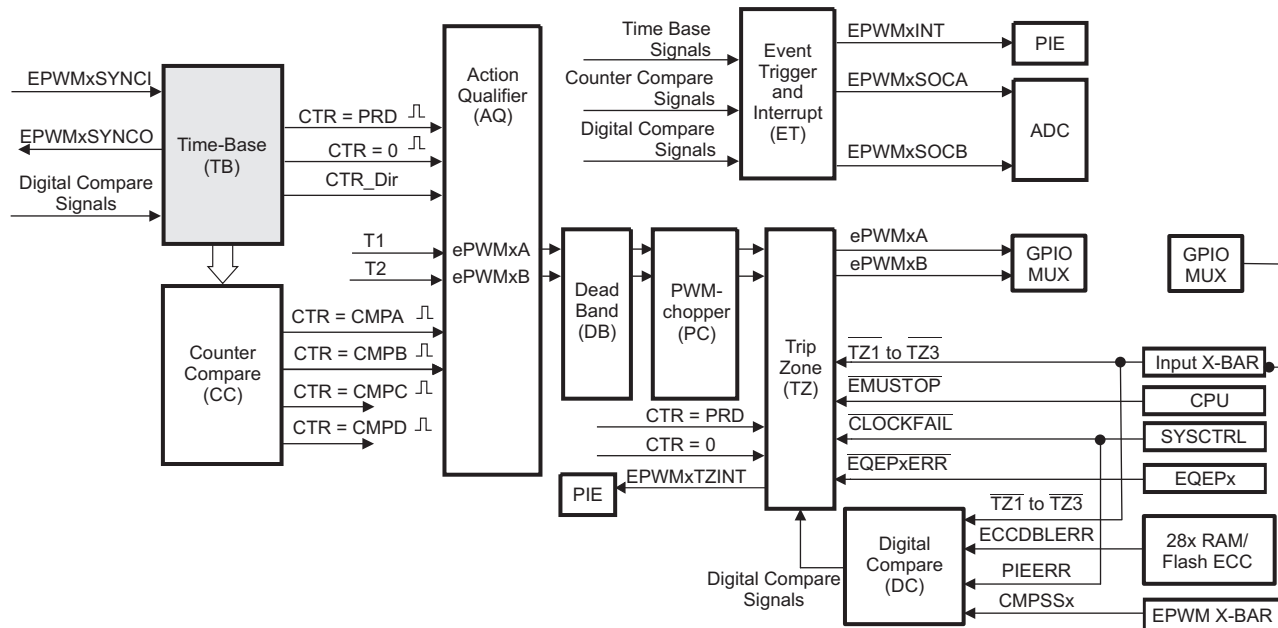 EPWMxSYNCI
EPWMxSYNCO
Digital Compare
Signals
Time-Base
(TB)
CTR = PRD
CTR = 0
CTR_Dir
T1
T2
Counter
Compare
(CC)
CTR = CMPA
CTR = CMPB
CTR = CMPC
CTR = CMPD
Action
Qualifier
(AQ)
ePWMxA
ePWMxB
Dead
Band
(DB)
PWM-
chopper
(PC)
Time Base
Signals
Counter Compare
Signals
Digital Compare
Signals
Event
Trigger
and
Interrupt
(ET)
EPWMxINT
EPWMxSOCA
EPWMxSOCB
PIE
ADC
Trip
Zone
(TZ)
ePWMxA
ePWMxB
GPIO
MUX
GPIO
MUX
TZ1 to TZ3
EMUSTOP
CLOCKFAIL
EQEPxERR
Input X-BAR
CPU
SYSCTRL
EQEPx
CTR = PRD
CTR = 0
EPWMxTZINT
PIE
Digital Compare
Signals
Digital
Compare
(DC)
TZ1 to TZ3
ECCDBLERR
PIEERR
CMPSSx
28x RAM/
Flash ECC
EPWM X-BAR